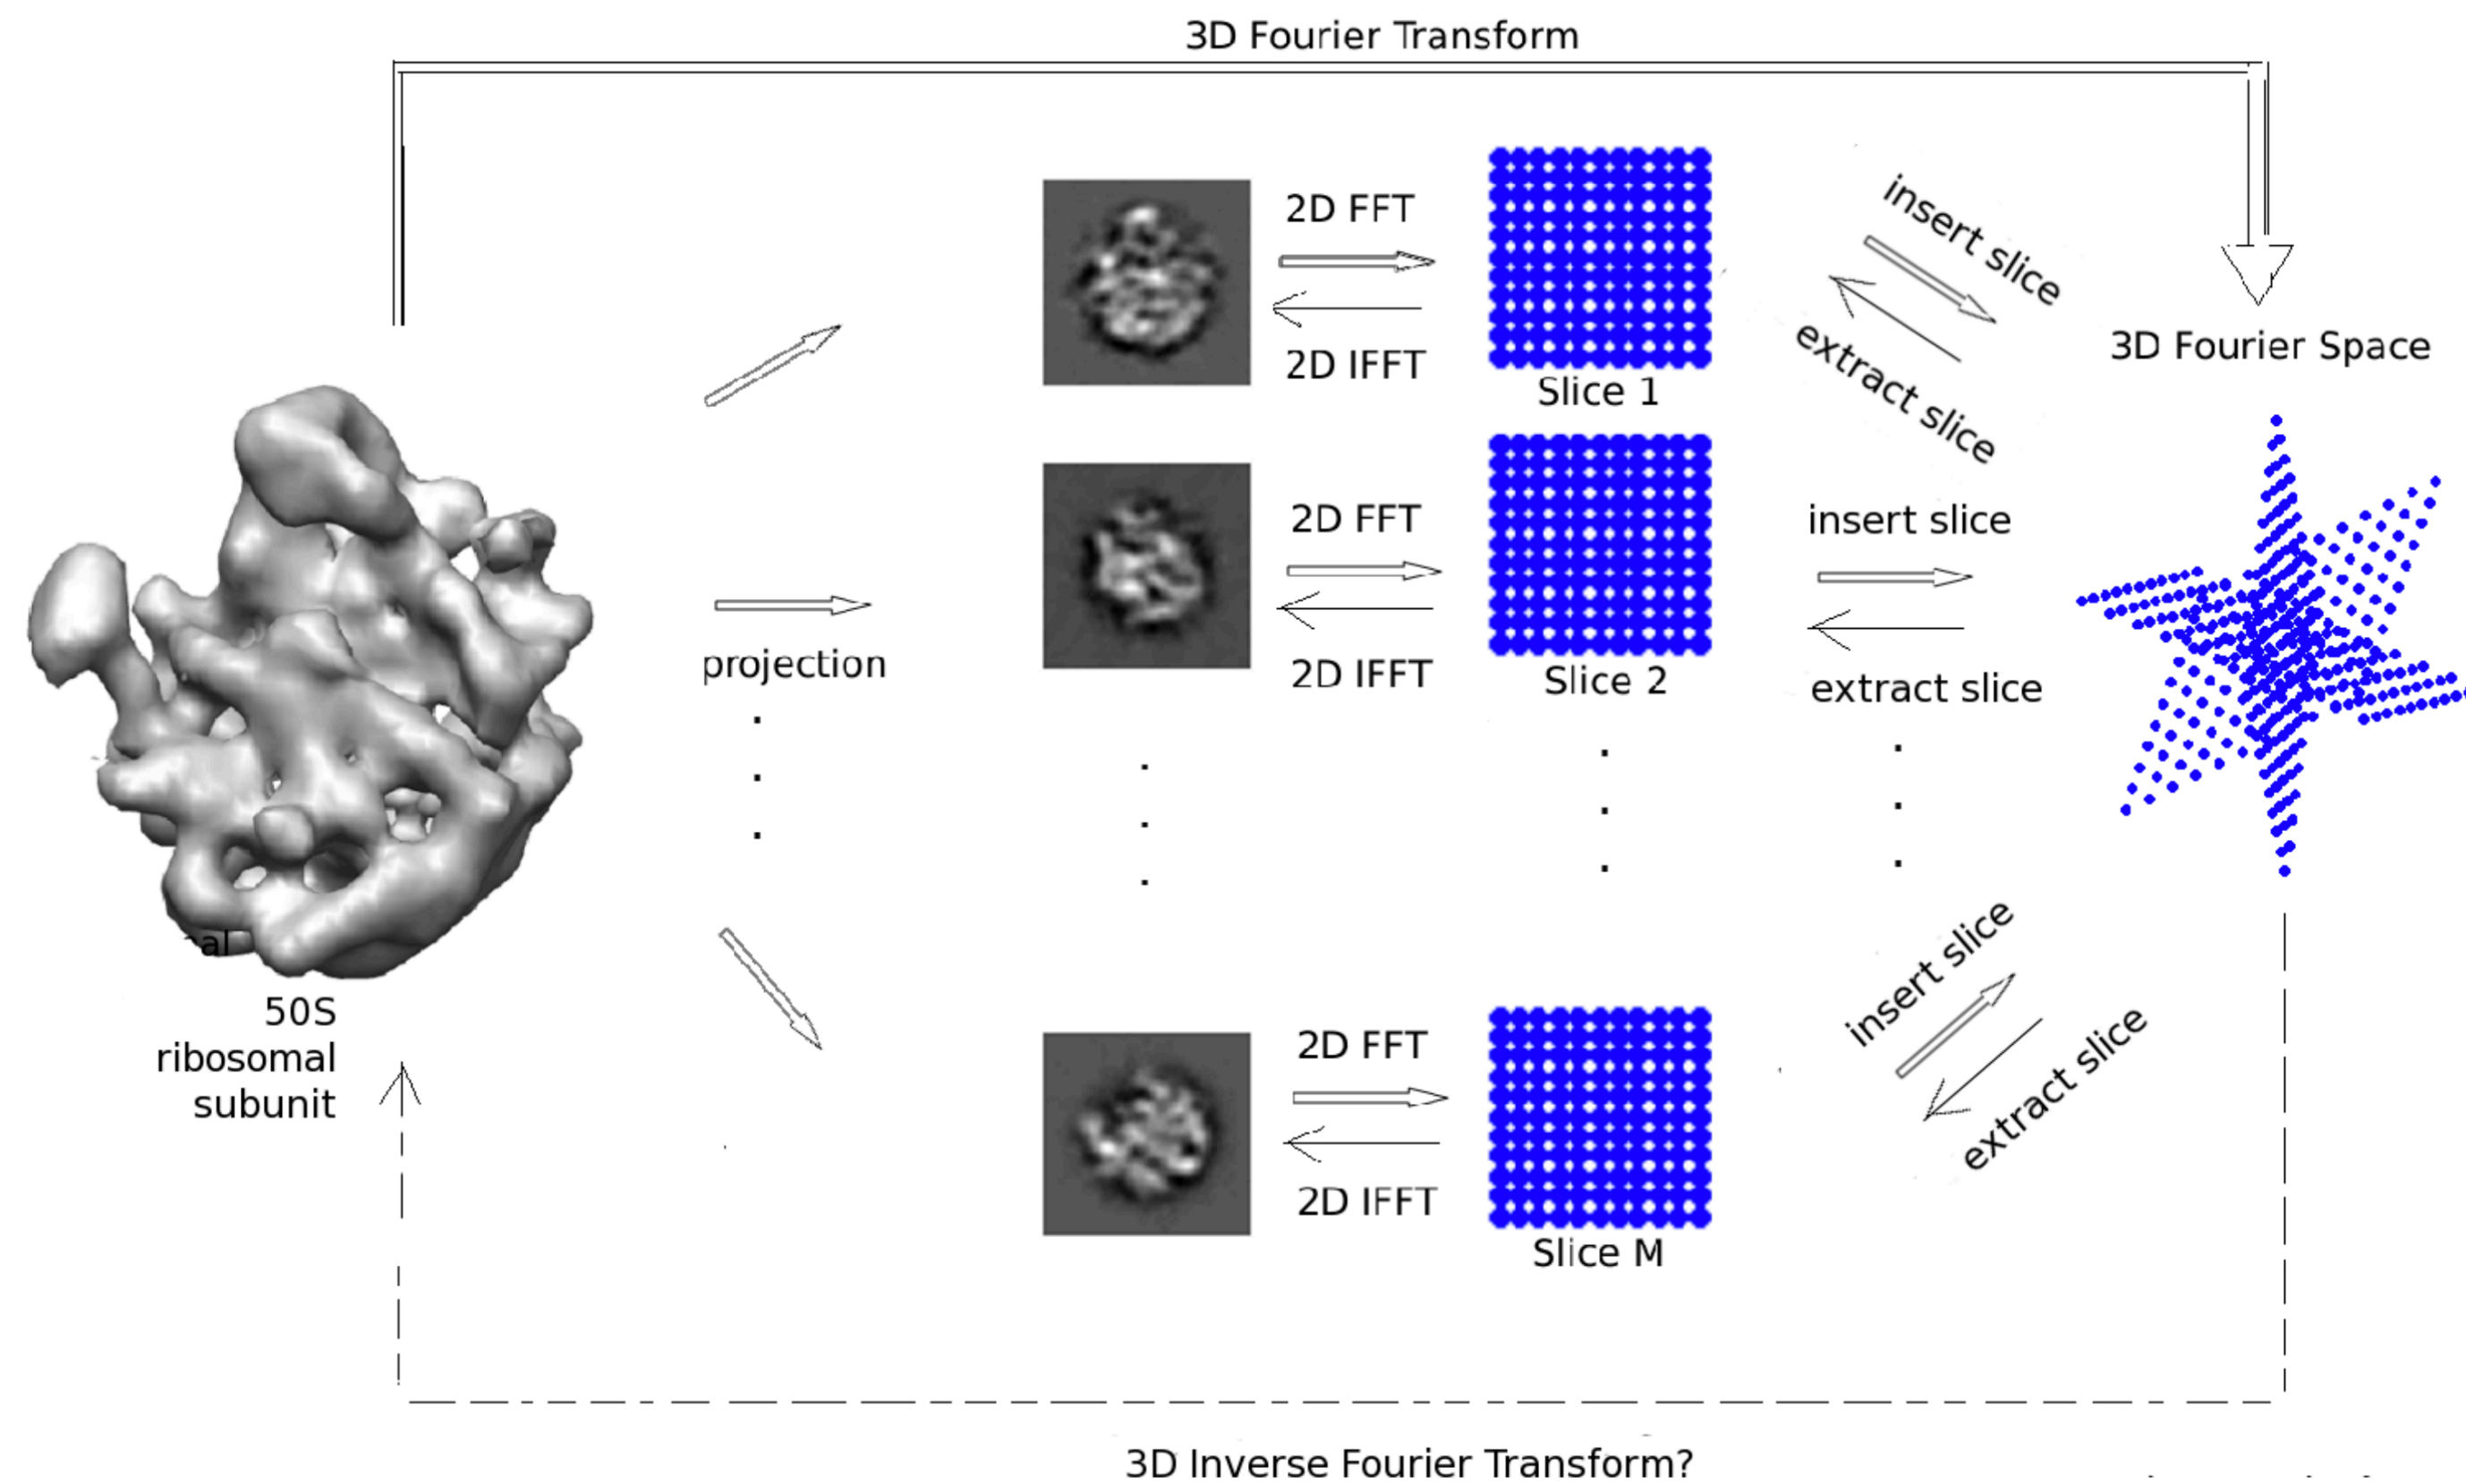 3D Fourier Transform
2D FFT
2D IFFT
Slice 1
insert slice
extract slice
3D Fourier Space
2D FFT
2D IFFT
Slice 2
insert slice
extract slice
projection
al
50S
ribosomal
subunit
2D FFT
2D IFFT
Slice M
insert slice
extract slice
3D Inverse Fourier Transform?